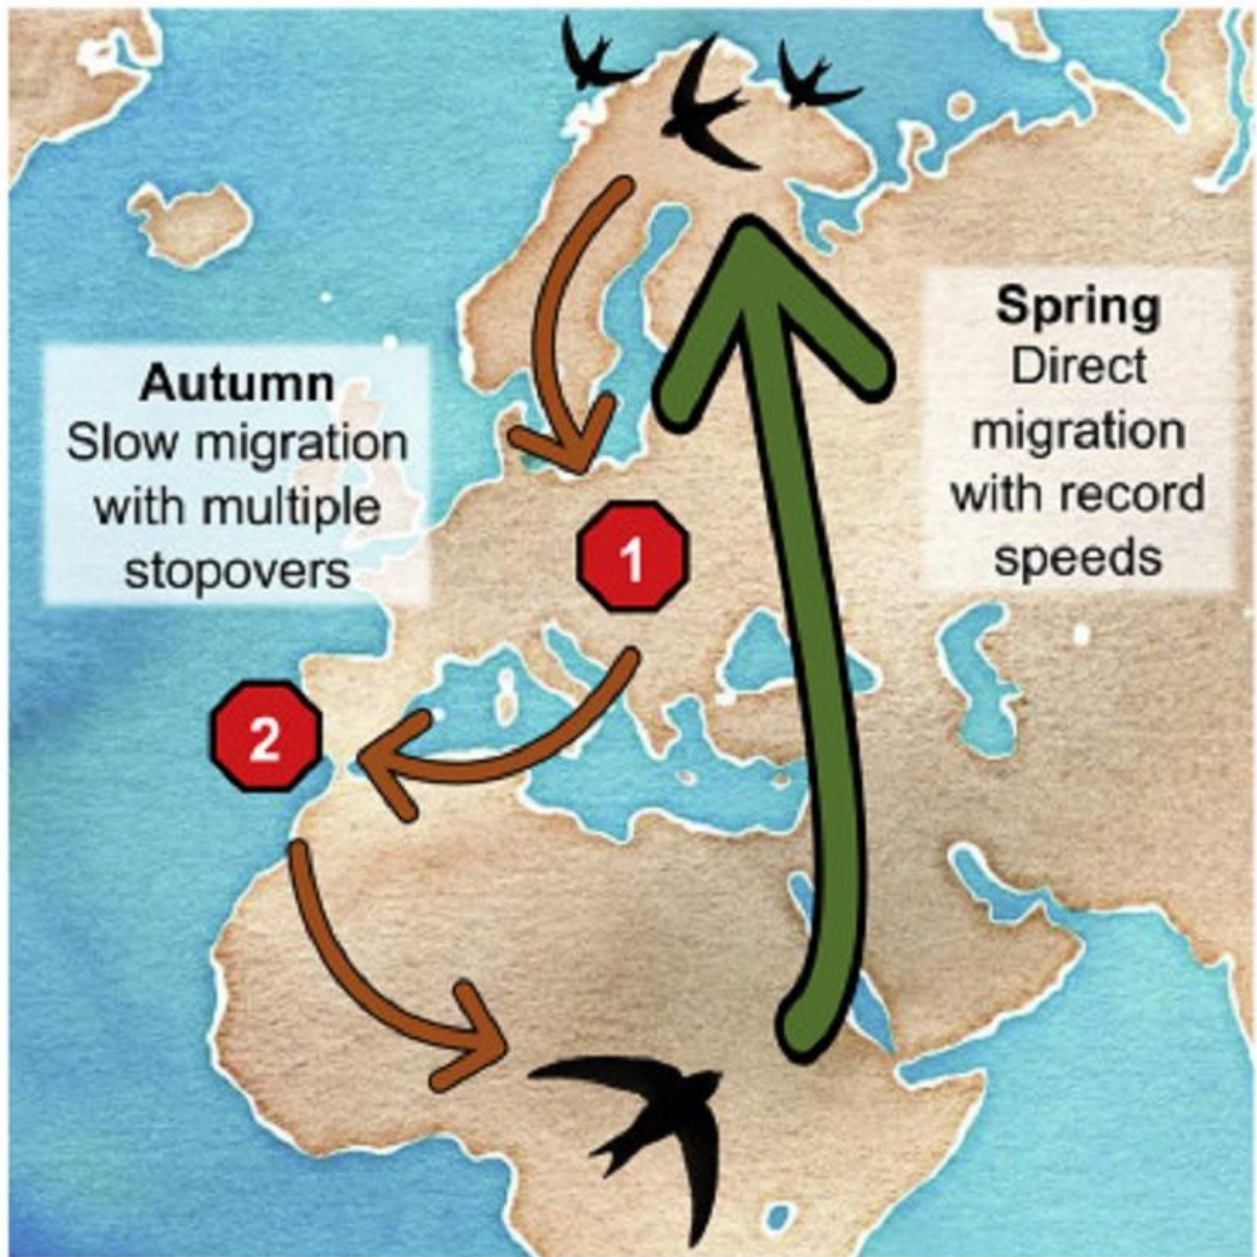 Autumn
Slow migration
with multiple
stopovers
Spring
Direct
migration
with record
speeds
1
2